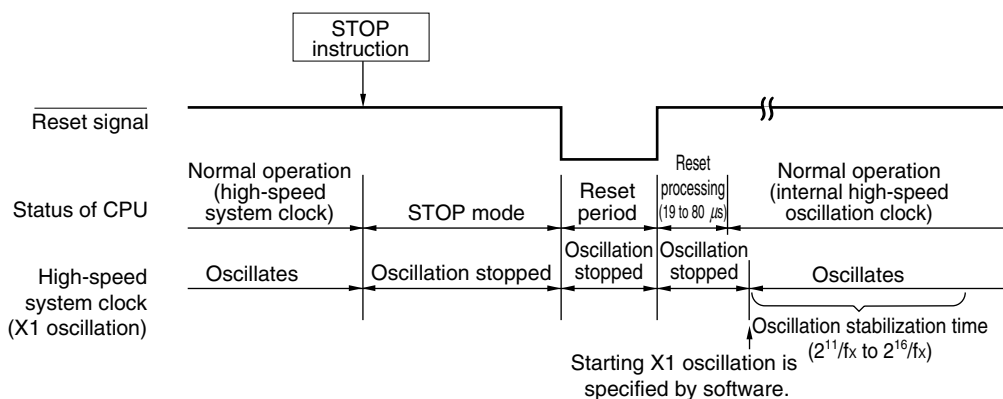 STOP
instruction
Reset signal
Status of CPU
Normal operation
(high-speed
system clock)
STOP mode
Reset
period
Reset
processing
(19 to 80 μs)
Normal operation
(internal high-speed
oscillation clock)
High-speed
system clock
(X1 oscillation)
Oscillates
Oscillation stopped
Oscillation
stopped
Oscillation
stopped
Oscillates
Oscillation stabilization time
(2¹¹/fx to 2¹⁶/fx)
Starting X1 oscillation is
specified by software.